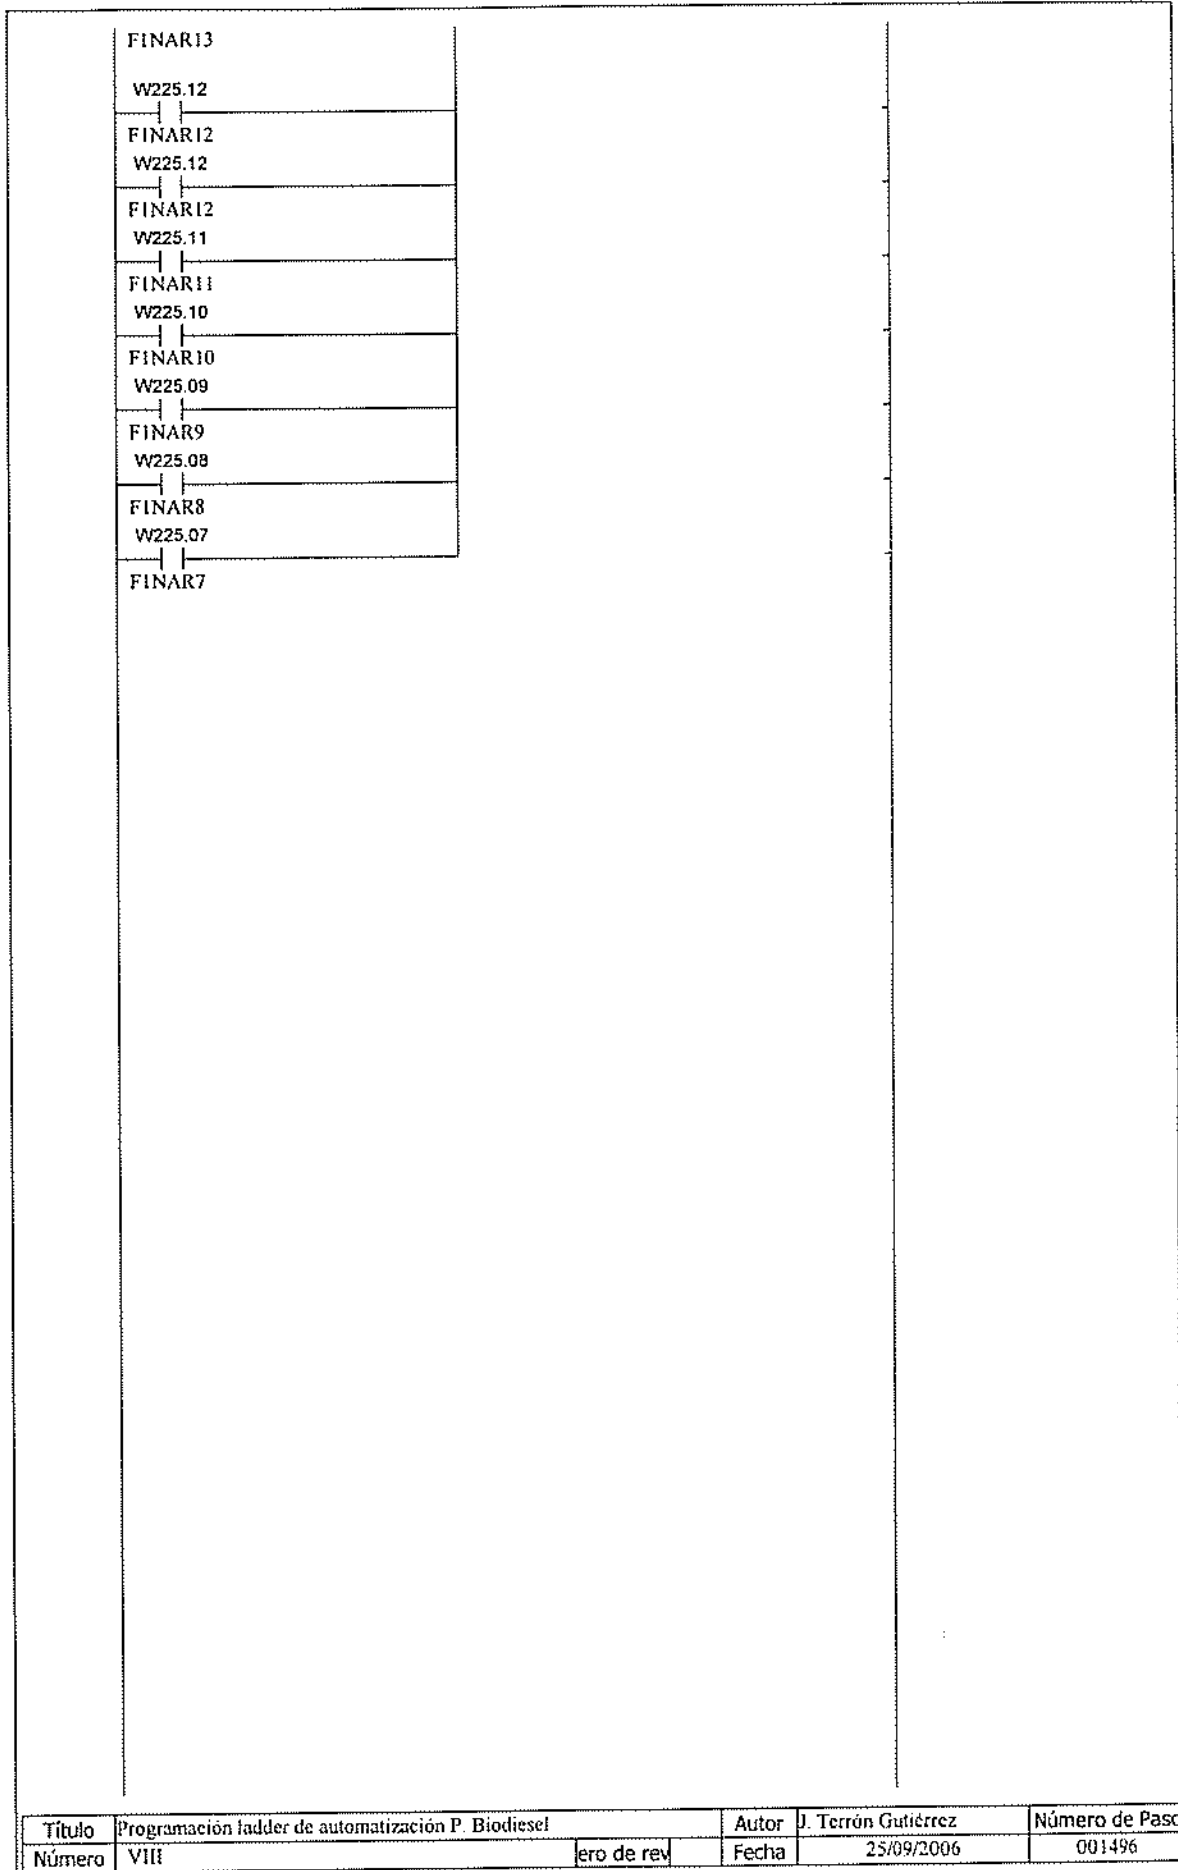 FINAR13
W225.12
FINAR12
W225.12
FINAR12
W225.11
FINAR11
W225.10
FINAR10
W225.09
FINAR9
W225.08
FINAR8
W225.07
FINAR7
Título Programación ladder de automatización P. Biodiesel Autor J. Terrón Gutiérrez Número de Paso
Número VIII ero de rev Fecha 25/09/2006 001496